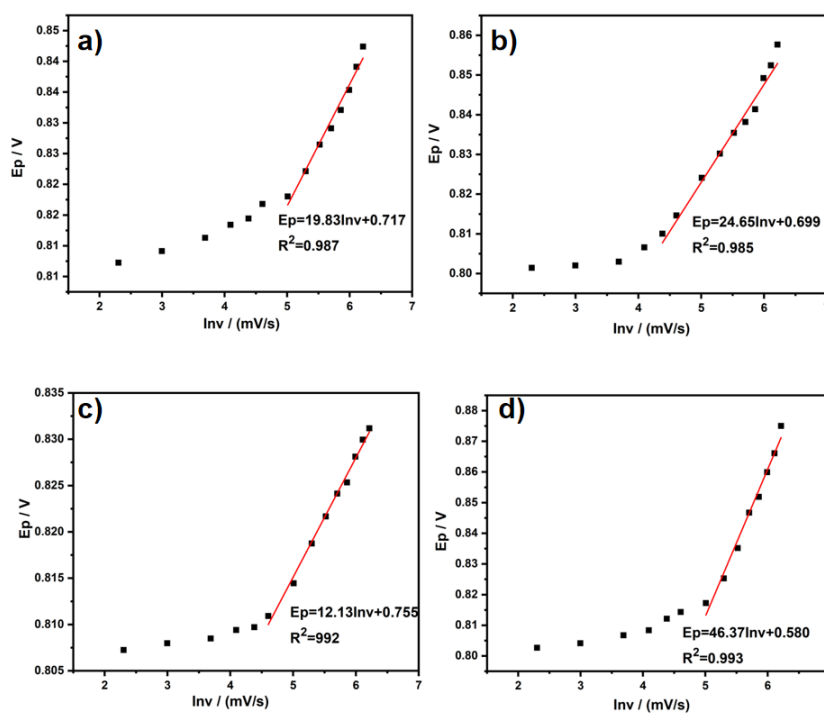 a)
0.85
0.84
0.84
0.83
0.83
0.82
0.82
0.81
0.81
Ep / V
Ep=19.83lnv+0.717
R²=0.987
2 3 4 5 6 7
lnv / (mV/s)
b)
0.86
0.85
0.84
0.83
0.82
0.81
0.80
Ep / V
Ep=24.65lnv+0.699
R²=0.985
2 3 4 5 6
lnv / (mV/s)
c)
0.835
0.830
0.825
0.820
0.815
0.810
0.805
Ep / V
Ep=12.13lnv+0.755
R²=992
2 3 4 5 6 7
lnv / (mV/s)
d)
0.88
0.87
0.86
0.85
0.84
0.83
0.82
0.81
0.80
Ep / V
Ep=46.37lnv+0.580
R²=0.993
2 3 4 5 6
lnv / (mV/s)